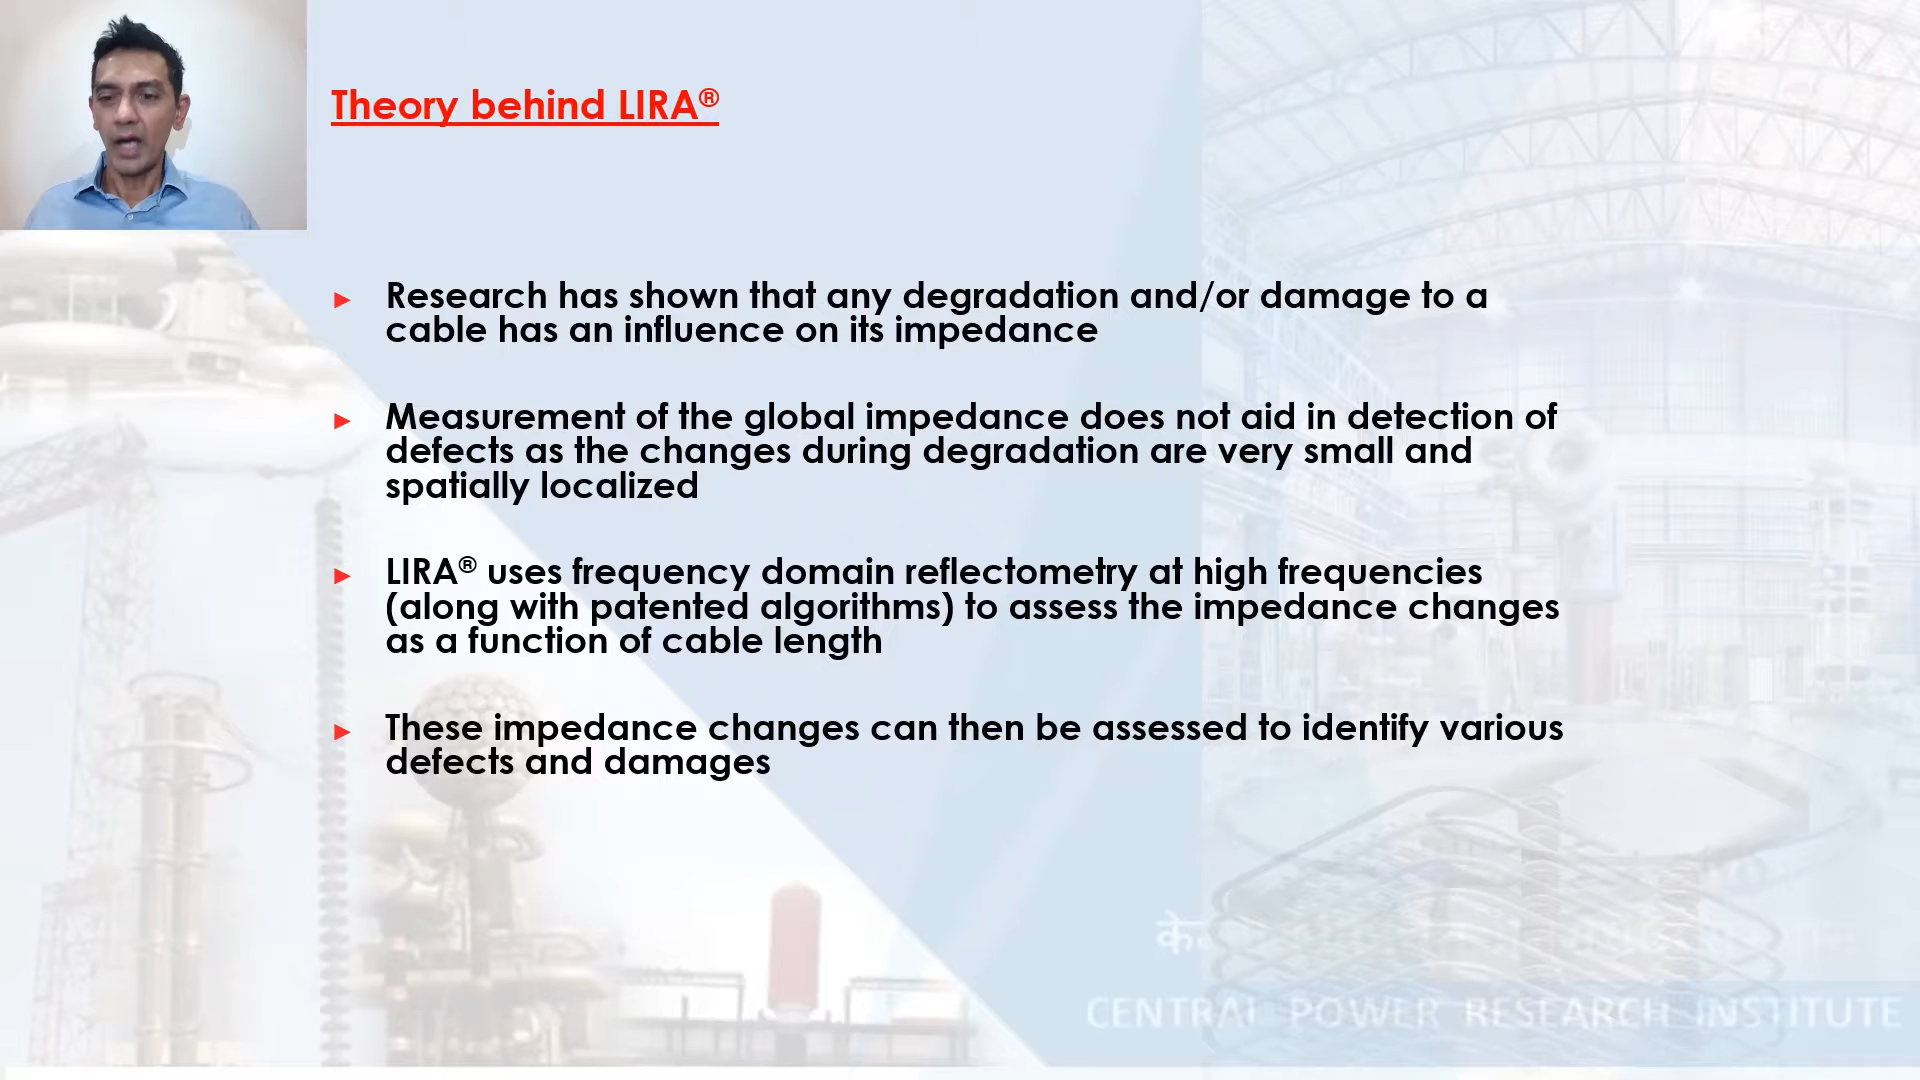 Theory behind LIRA®
► Research has shown that any degradation and/or damage to a
cable has an influence on its impedance
► Measurement of the global impedance does not aid in detection of
defects as the changes during degradation are very small and
spatially localized
► LIRA® uses frequency domain reflectometry at high frequencies
(along with patented algorithms) to assess the impedance changes
as a function of cable length
► These impedance changes can then be assessed to identify various
defects and damages
CENTRAL POWER RESEARCH INSTITUTE